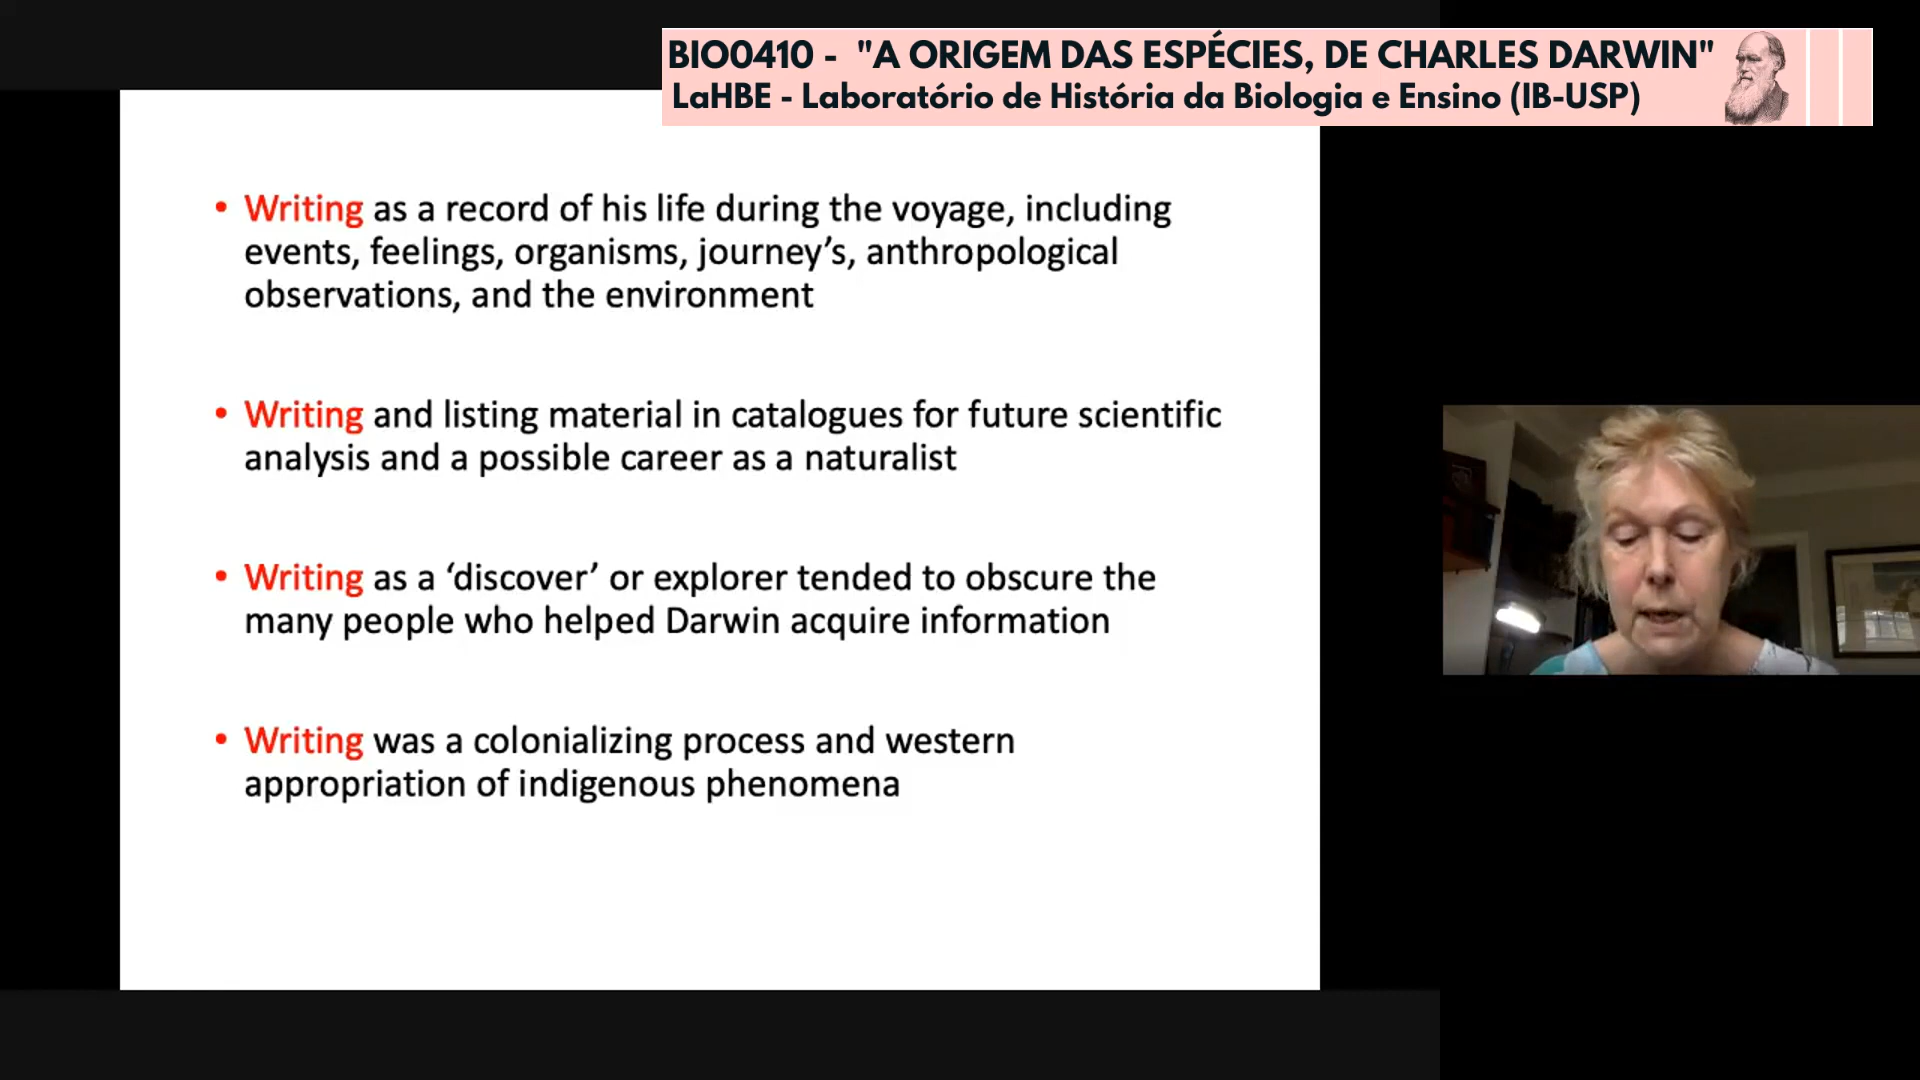 BIO0410 - "A ORIGEM DAS ESPÉCIES, DE CHARLES DARWIN"
LaHBE - Laboratório de História da Biologia e Ensino (IB-USP)
• Writing as a record of his life during the voyage, including
events, feelings, organisms, journey’s, anthropological
observations, and the environment
• Writing and listing material in catalogues for future scientific
analysis and a possible career as a naturalist
• Writing as a ‘discover’ or explorer tended to obscure the
many people who helped Darwin acquire information
• Writing was a colonializing process and western
appropriation of indigenous phenomena